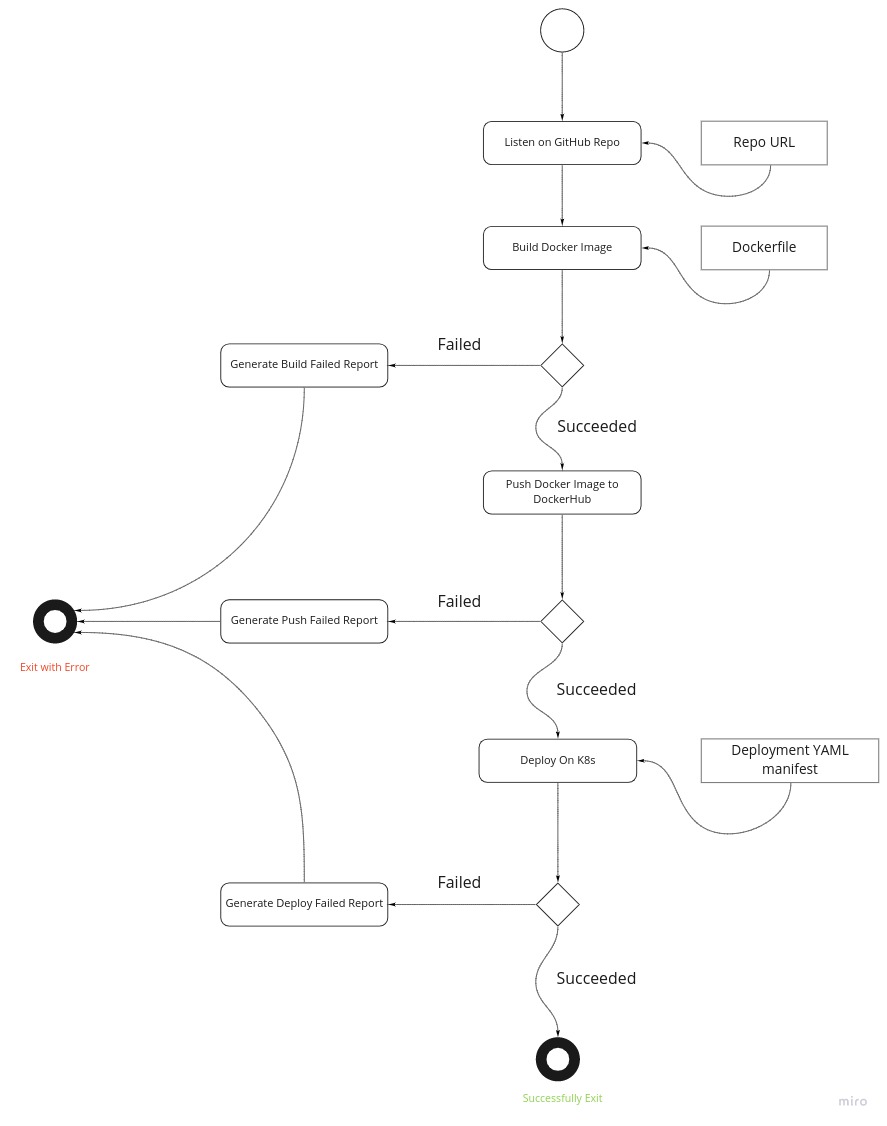 Listen on GitHub Repo
Repo URL
Build Docker Image
Dockerfile
Failed
Generate Build Failed Report
Succeeded
Push Docker Image to
DockerHub
Failed
Generate Push Failed Report
Exit with Error
Succeeded
Deploy On K8s
Deployment YAML
manifest
Failed
Generate Deploy Failed Report
Succeeded
Successfully Exit
miro